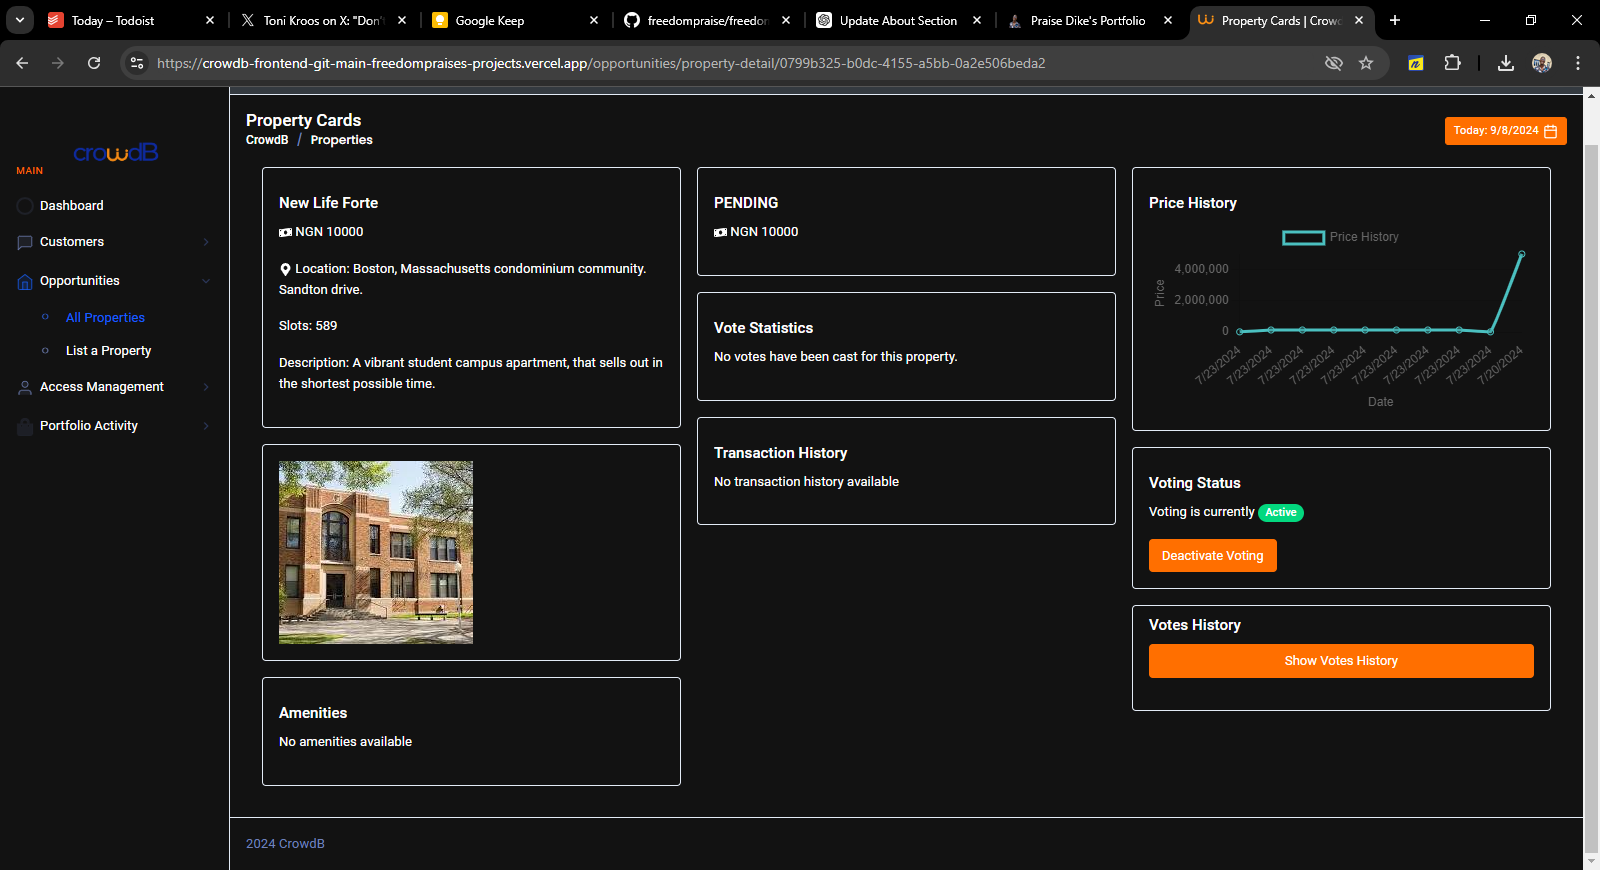 Today – Todoist
Toni Kroos on X: "Don'
Google Keep
freedompraise/freedom
Update About Section
Praise Dike's Portfolio
Property Cards | Crow
https://crowdb-frontend-git-main-freedompraises-projects.vercel.app/opportunities/property-detail/0799b325-b0dc-4155-a5bb-0a2e506beda2
crowdB
MAIN
Dashboard
Customers
Opportunities
All Properties
List a Property
Access Management
Portfolio Activity
Property Cards
CrowdB / Properties
Today: 9/8/2024
New Life Forte
NGN 10000
Location: Boston, Massachusetts condominium community.
Sandton drive.
Slots: 589
Description: A vibrant student campus apartment, that sells out in
the shortest possible time.
Amenities
No amenities available
PENDING
NGN 10000
Vote Statistics
No votes have been cast for this property.
Transaction History
No transaction history available
Price History
Price History
Price
4,000,000
2,000,000
0
7/23/2024
7/23/2024
7/23/2024
7/23/2024
7/23/2024
7/23/2024
7/23/2024
7/23/2024
7/23/2024
7/20/2024
Date
Voting Status
Voting is currently Active
Deactivate Voting
Votes History
Show Votes History
2024 CrowdB